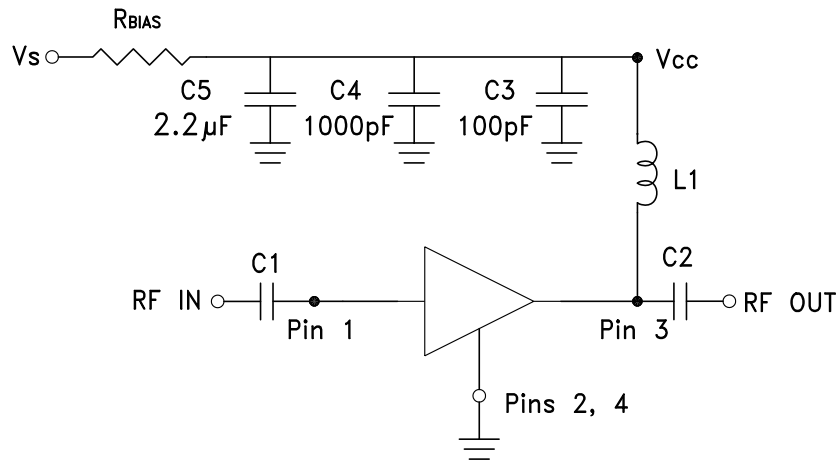 RBIAS
Vs
Vcc
C5
2.2µF
C4
1000pF
C3
100pF
L1
RF IN
C1
Pin 1
Pin 3
C2
RF OUT
Pins 2, 4